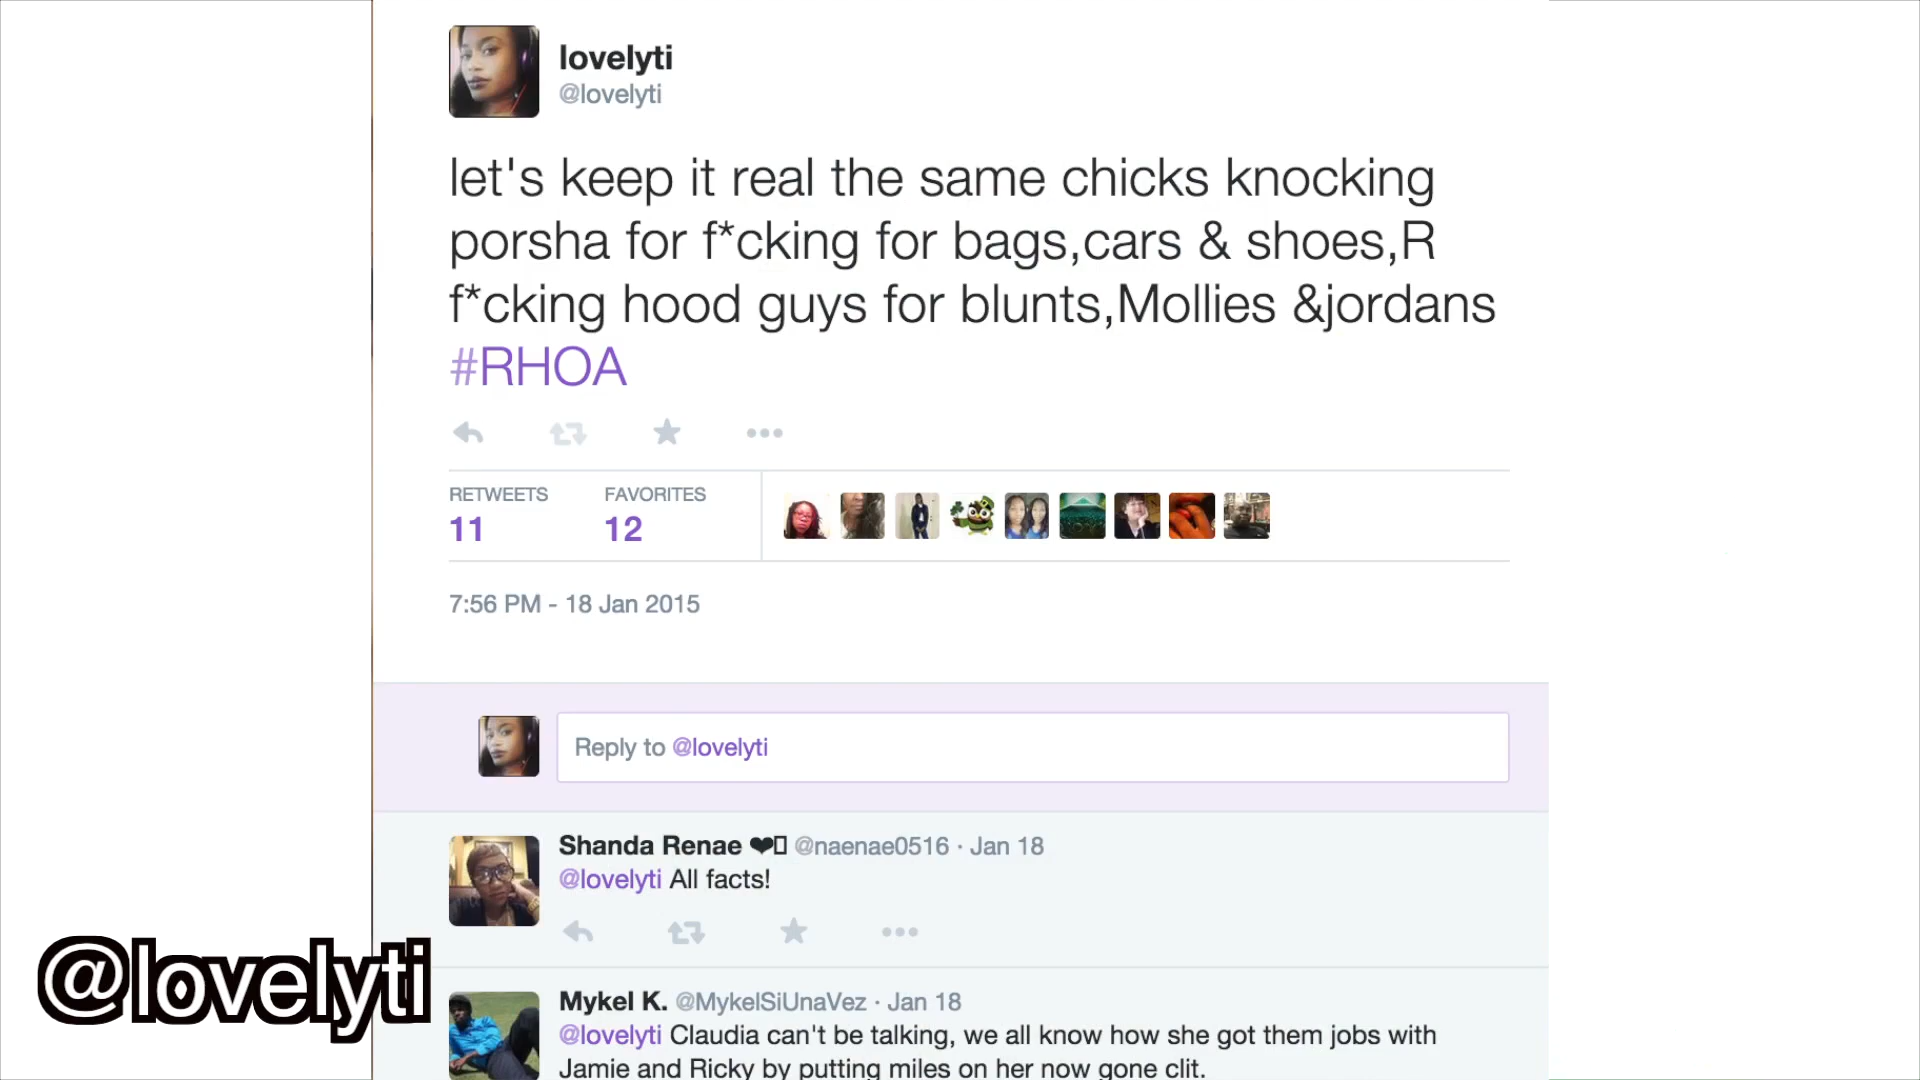 lovelyti
@lovelyti
let's keep it real the same chicks knocking
porsha for f*cking for bags,cars & shoes,R
f*cking hood guys for blunts,Mollies &jordans
#RHOA
RETWEETS
FAVORITES
11
12
7:56 PM - 18 Jan 2015
Reply to @lovelyti
Shanda Renae ❤ @naenae0516 · Jan 18
@lovelyti All facts!
@lovelyti
Mykel K. @MykelSiUnaVez · Jan 18
@lovelyti Claudia can't be talking, we all know how she got them jobs with
Jamie and Ricky by putting miles on her now gone clit.